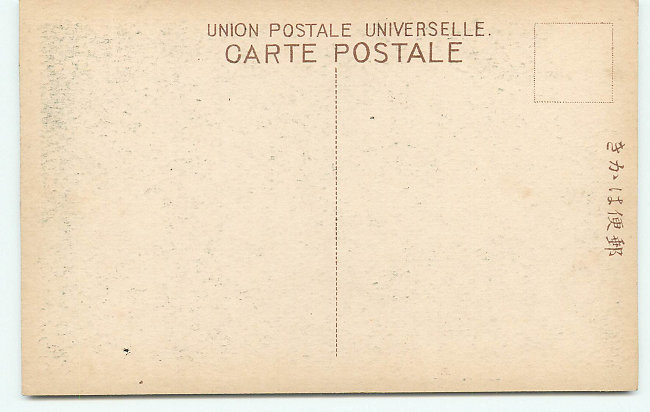 UNION POSTALE UNIVERSELLE.
CARTE POSTALE
きかは便郵